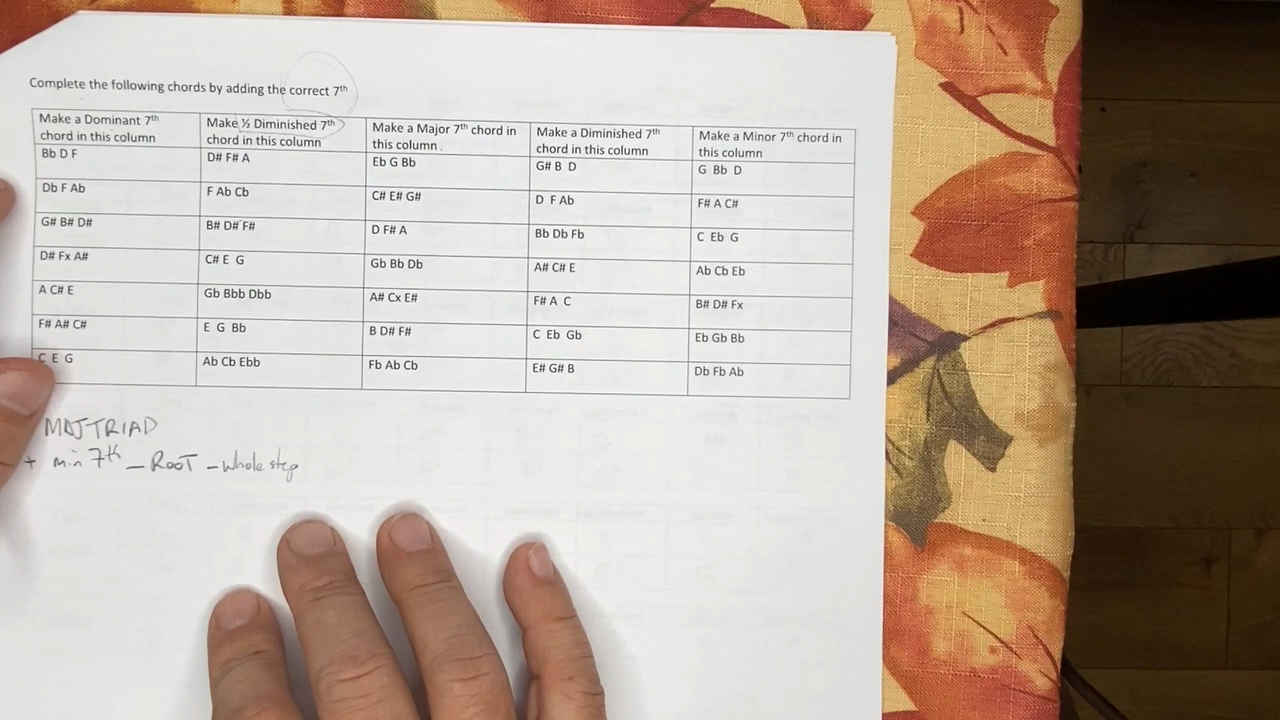 Complete the following chords by adding the correct 7th
Make a Dominant 7th chord in this column
Make ½ Diminished 7th chord in this column
Make a Major 7th chord in this column
Make a Diminished 7th chord in this column
Make a Minor 7th chord in this column
Bb D F
D# F# A
Eb G Bb
G# B D
G Bb D
Db F Ab
F Ab Cb
C# E# G#
D F Ab
F# A C#
G# B# D#
B# D# F#
D F# A
Bb Db Fb
C Eb G
D# Fx A#
C# E G
Gb Bb Db
A# C# E
Ab Cb Eb
A C# E
Gb Bbb Dbb
A# Cx E#
F# A C
B# D# Fx
F# A# C#
E G Bb
B D# F#
C Eb Gb
Eb Gb Bb
C E G
Ab Cb Ebb
Fb Ab Cb
E# G# B
Db Fb Ab
MAJ TRIAD
+ min 7th - ROOT - whole step